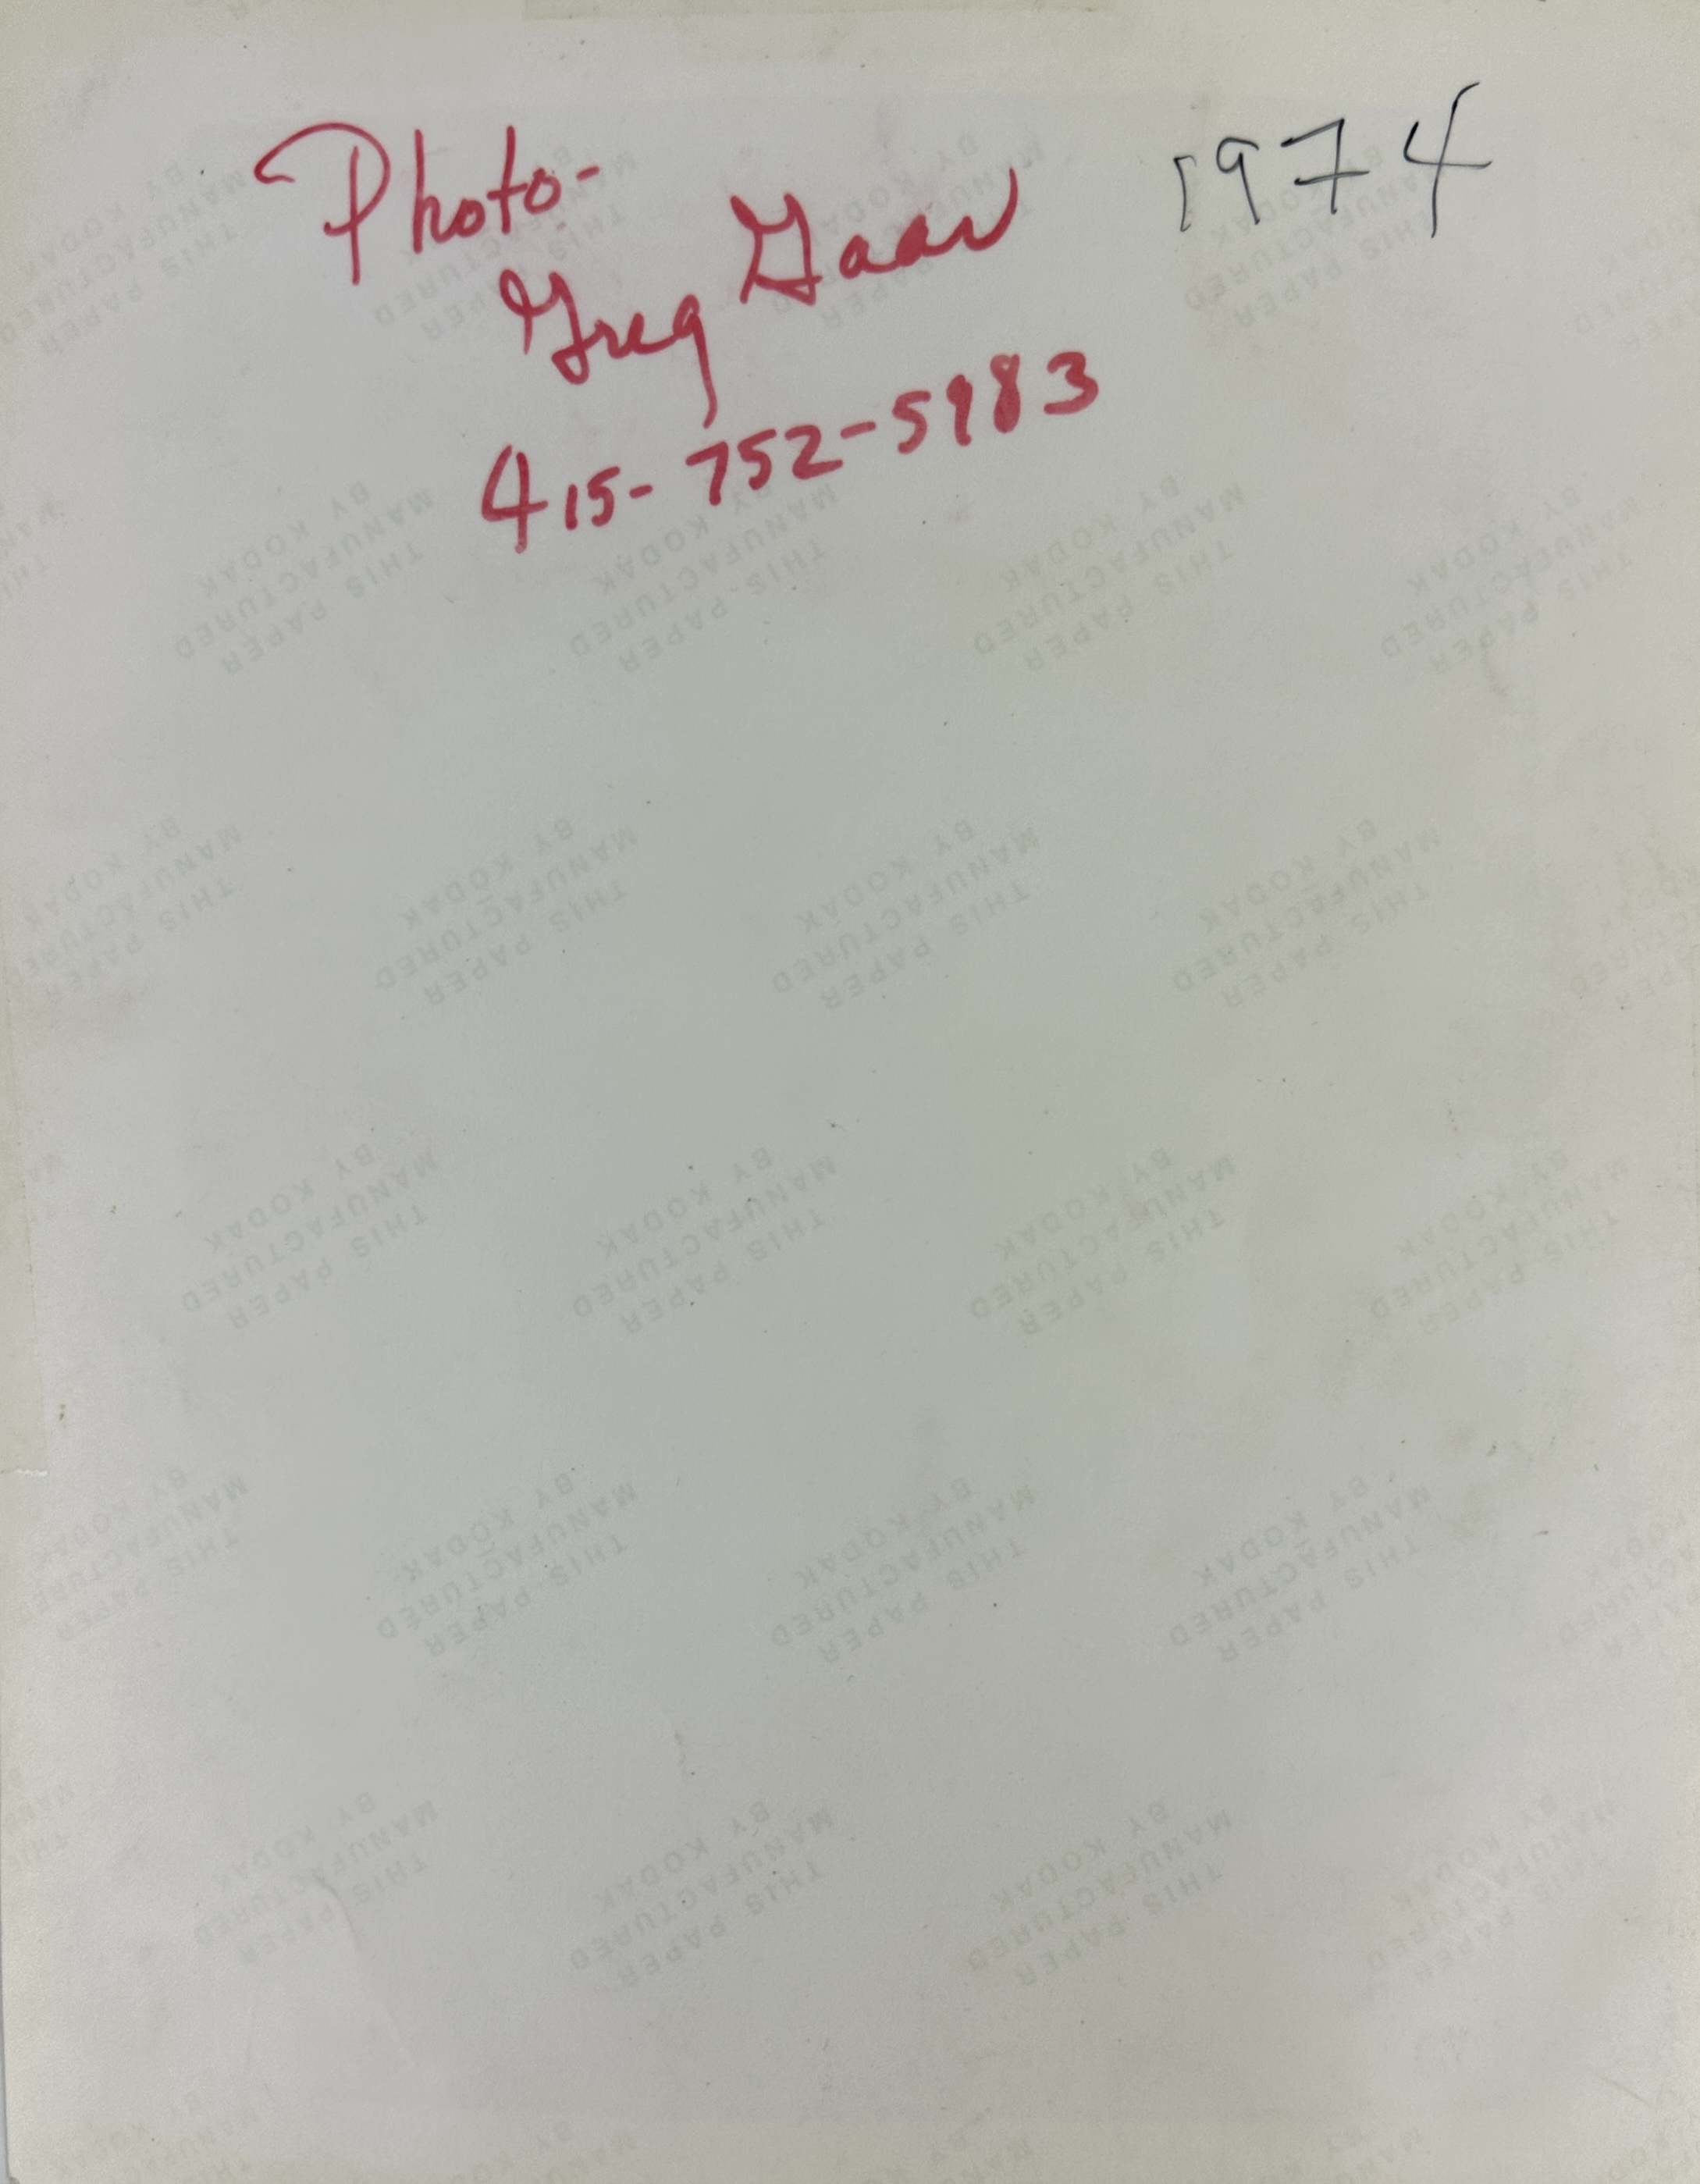 Photo-
Greg Gaar
415-752-5983
1974
THIS PAPER
MANUFACTURED
BY KODAK